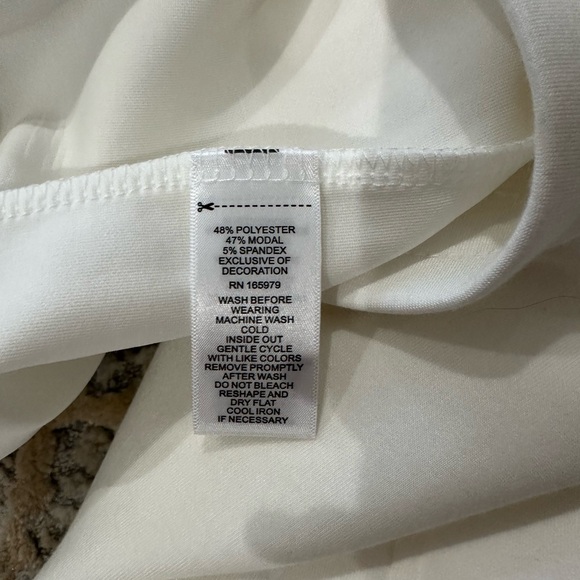 48% POLYESTER
47% MODAL
5% SPANDEX
EXCLUSIVE OF
DECORATION
RN 165979
WASH BEFORE
WEARING
MACHINE WASH
COLD
INSIDE OUT
GENTLE CYCLE
WITH LIKE COLORS
REMOVE PROMPTLY
AFTER WASH
DO NOT BLEACH
RESHAPE AND
DRY FLAT
COOL IRON
IF NECESSARY